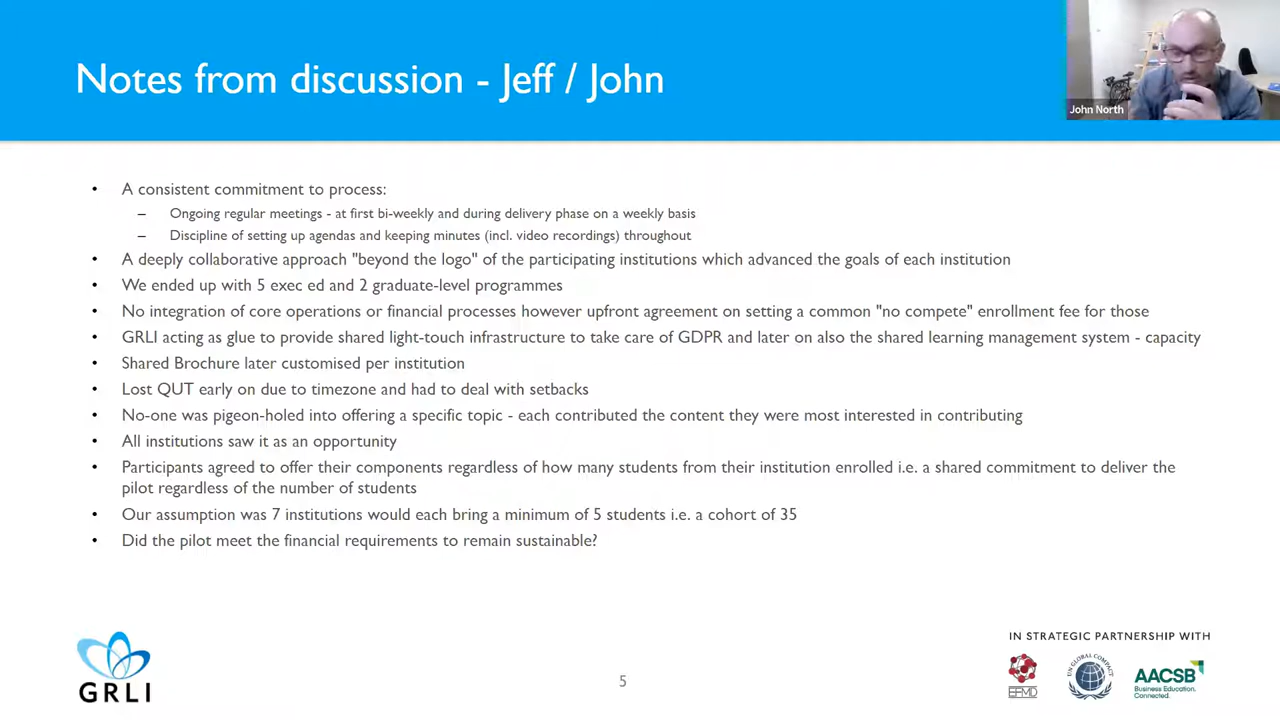 Notes from discussion - Jeff / John
John North
• A consistent commitment to process:
– Ongoing regular meetings - at first bi-weekly and during delivery phase on a weekly basis
– Discipline of setting up agendas and keeping minutes (incl. video recordings) throughout
• A deeply collaborative approach "beyond the logo" of the participating institutions which advanced the goals of each institution
• We ended up with 5 exec ed and 2 graduate-level programmes
• No integration of core operations or financial processes however upfront agreement on setting a common "no compete" enrollment fee for those
• GRLI acting as glue to provide shared light-touch infrastructure to take care of GDPR and later on also the shared learning management system - capacity
• Shared Brochure later customised per institution
• Lost QUT early on due to timezone and had to deal with setbacks
• No-one was pigeon-holed into offering a specific topic - each contributed the content they were most interested in contributing
• All institutions saw it as an opportunity
• Participants agreed to offer their components regardless of how many students from their institution enrolled i.e. a shared commitment to deliver the
pilot regardless of the number of students
• Our assumption was 7 institutions would each bring a minimum of 5 students i.e. a cohort of 35
• Did the pilot meet the financial requirements to remain sustainable?
GRLI
5
IN STRATEGIC PARTNERSHIP WITH
EFMD
UN GLOBAL COMPACT
AACSB
Business Education.
Connected.